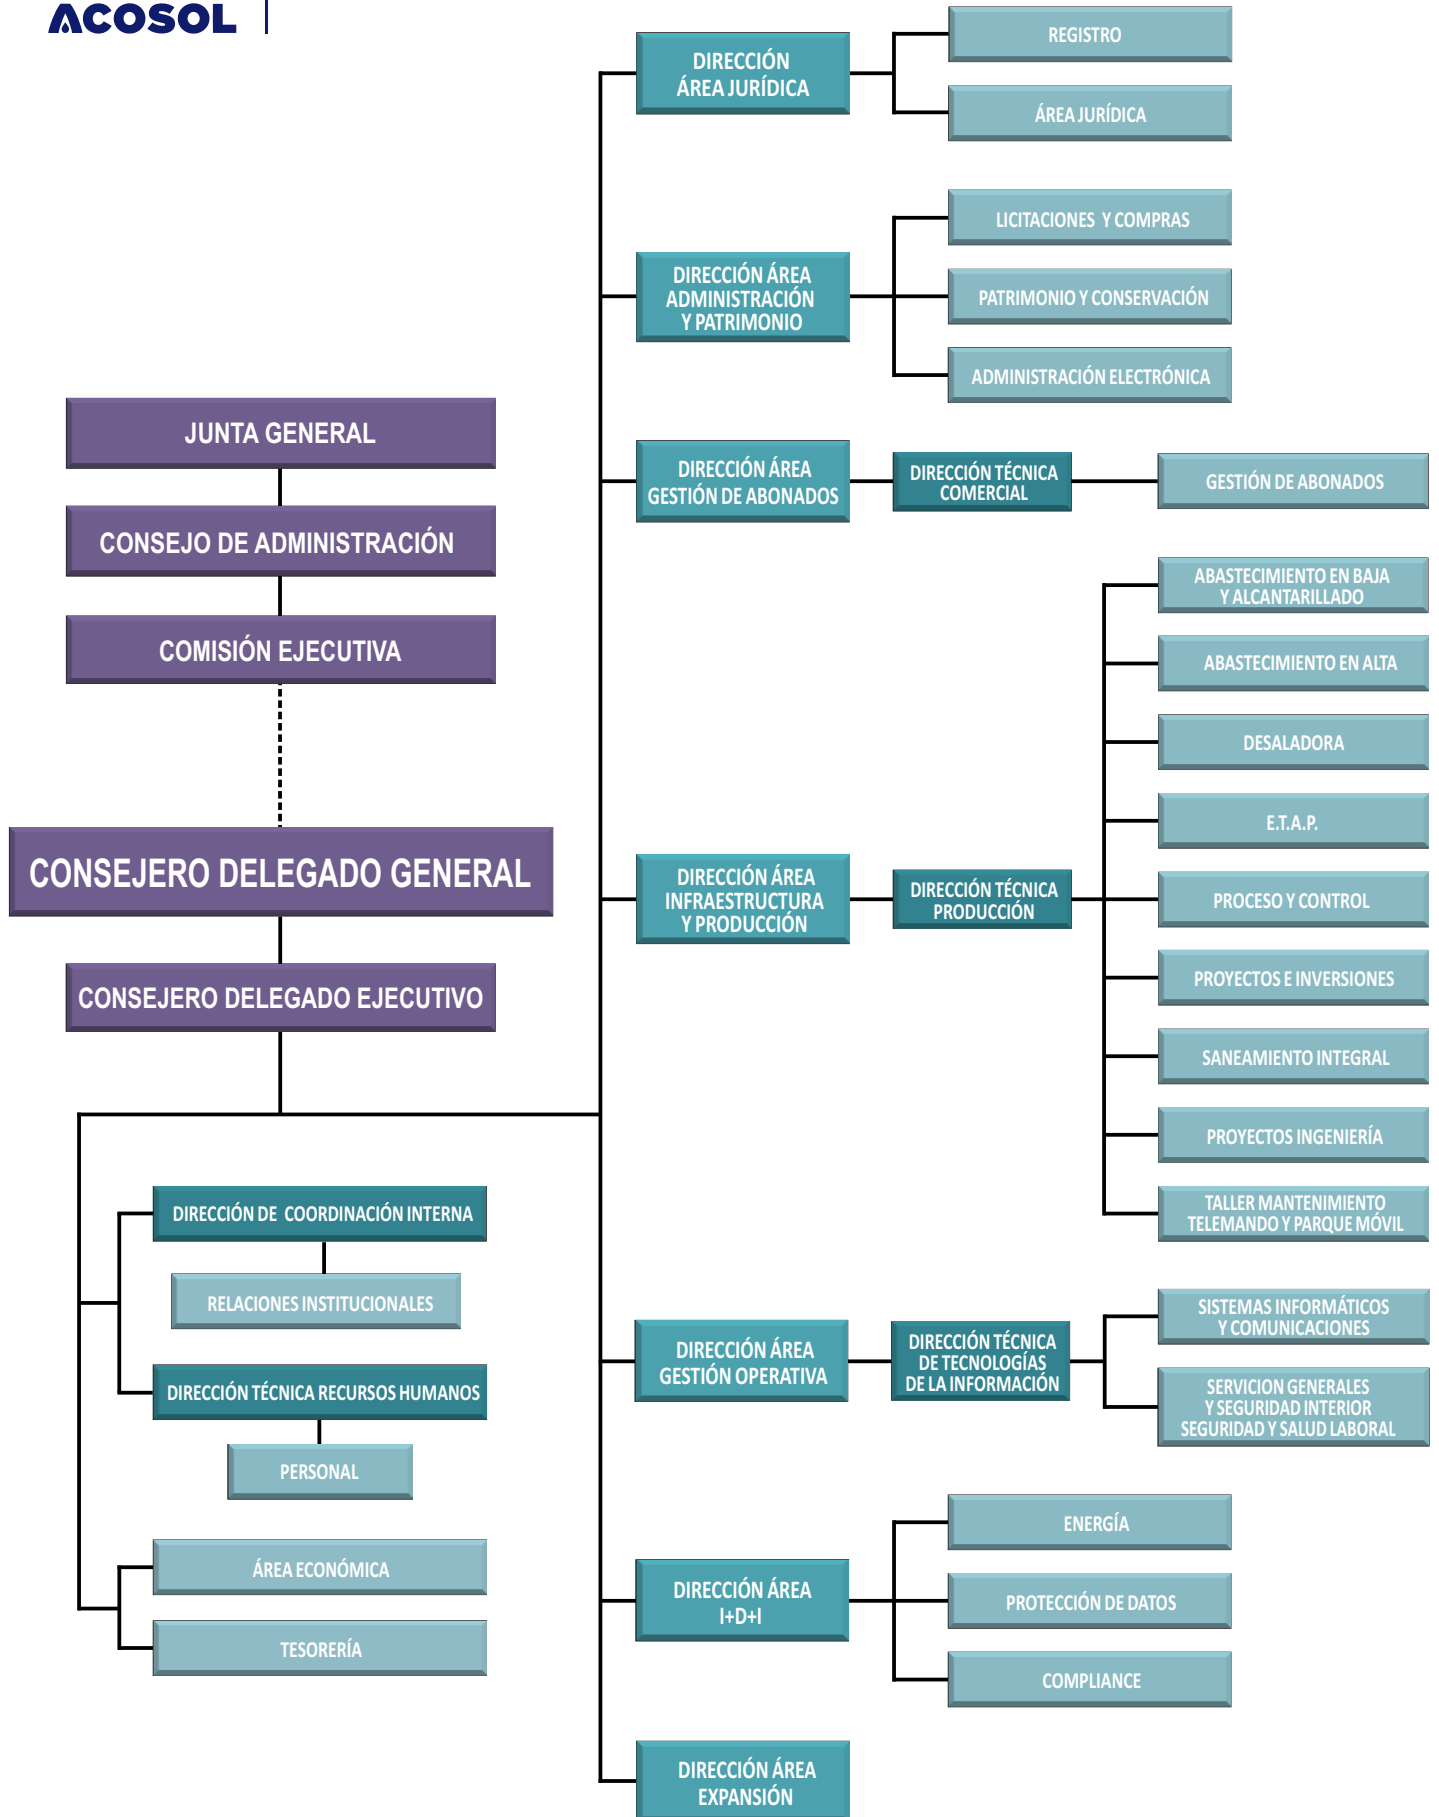 ACOSOL
JUNTA GENERAL
CONSEJO DE ADMINISTRACIÓN
COMISIÓN EJECUTIVA
CONSEJERO DELEGADO GENERAL
CONSEJERO DELEGADO EJECUTIVO
DIRECCIÓN DE COORDINACIÓN INTERNA
RELACIONES INSTITUCIONALES
DIRECCIÓN TÉCNICA RECURSOS HUMANOS
PERSONAL
ÁREA ECONÓMICA
TESORERÍA
DIRECCIÓN
ÁREA JURÍDICA
REGISTRO
ÁREA JURÍDICA
DIRECCIÓN ÁREA
ADMINISTRACIÓN
Y PATRIMONIO
LICITACIONES Y COMPRAS
PATRIMONIO Y CONSERVACIÓN
ADMINISTRACIÓN ELECTRÓNICA
DIRECCIÓN ÁREA
GESTIÓN DE ABONADOS
DIRECCIÓN TÉCNICA
COMERCIAL
GESTIÓN DE ABONADOS
DIRECCIÓN ÁREA
INFRAESTRUCTURA
Y PRODUCCIÓN
DIRECCIÓN TÉCNICA
PRODUCCIÓN
ABASTECIMIENTO EN BAJA
Y ALCANTARILLADO
ABASTECIMIENTO EN ALTA
DESALADORA
E.T.A.P.
PROCESO Y CONTROL
PROYECTOS E INVERSIONES
SANEAMIENTO INTEGRAL
PROYECTOS INGENIERÍA
TALLER MANTENIMIENTO
TELEMANDO Y PARQUE MÓVIL
DIRECCIÓN ÁREA
GESTIÓN OPERATIVA
DIRECCIÓN TÉCNICA
DE TECNOLOGÍAS
DE LA INFORMACIÓN
SISTEMAS INFORMÁTICOS
Y COMUNICACIONES
SERVICION GENERALES
Y SEGURIDAD INTERIOR
SEGURIDAD Y SALUD LABORAL
DIRECCIÓN ÁREA
I+D+I
ENERGÍA
PROTECCIÓN DE DATOS
COMPLIANCE
DIRECCIÓN ÁREA
EXPANSIÓN